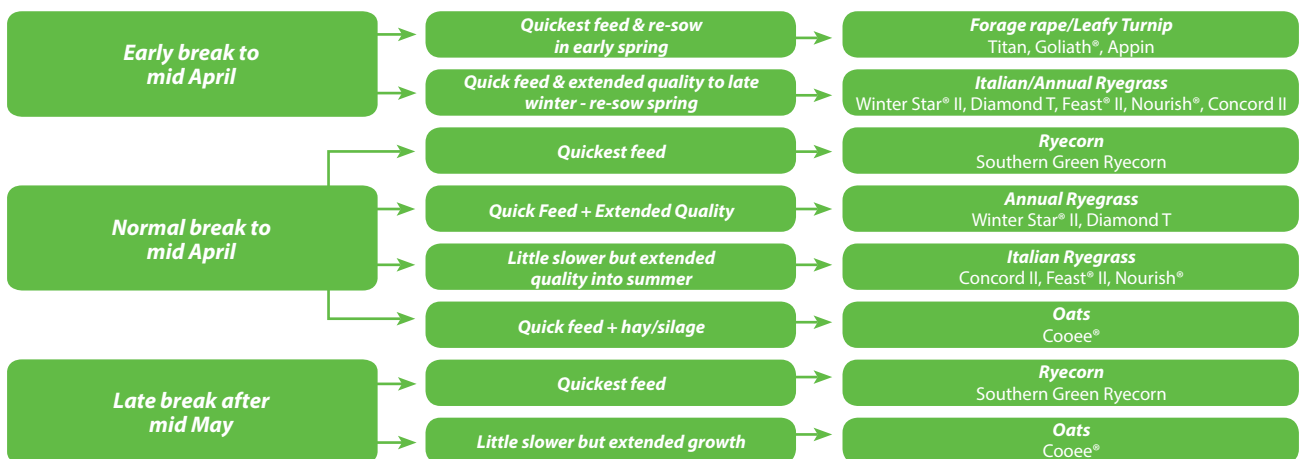 Early break to
mid April
Quickest feed & re-sow
in early spring
Forage rape/Leafy Turnip
Titan, Goliath®, Appin
Quick feed & extended quality to late
winter - re-sow spring
Italian/Annual Ryegrass
Winter Star® II, Diamond T, Feast® II, Nourish®, Concord II
Normal break to
mid April
Quickest feed
Ryecorn
Southern Green Ryecorn
Quick Feed + Extended Quality
Annual Ryegrass
Winter Star® II, Diamond T
Little slower but extended
quality into summer
Italian Ryegrass
Concord II, Feast® II, Nourish®
Quick feed + hay/silage
Oats
Cooee®
Late break after
mid May
Quickest feed
Ryecorn
Southern Green Ryecorn
Little slower but extended growth
Oats
Cooee®